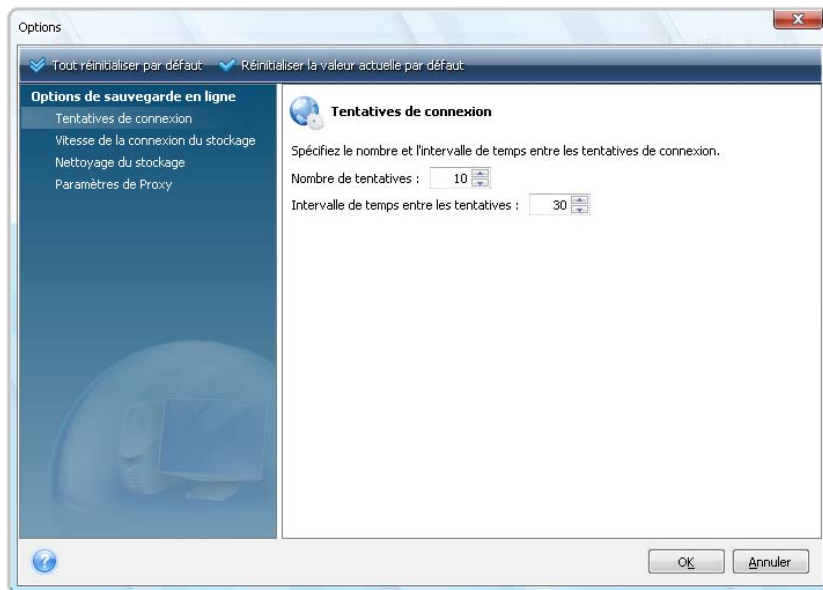 Options
Tout réinitialiser par défaut Réinitialiser la valeur actuelle par défaut
Options de sauvegarde en ligne
Tentatives de connexion
Vitesse de la connexion du stockage
Nettoyage du stockage
Paramètres de Proxy
Tentatives de connexion
Spécifiez le nombre et l'intervalle de temps entre les tentatives de connexion.
Nombre de tentatives : 10
Intervalle de temps entre les tentatives : 30
OK Annuler